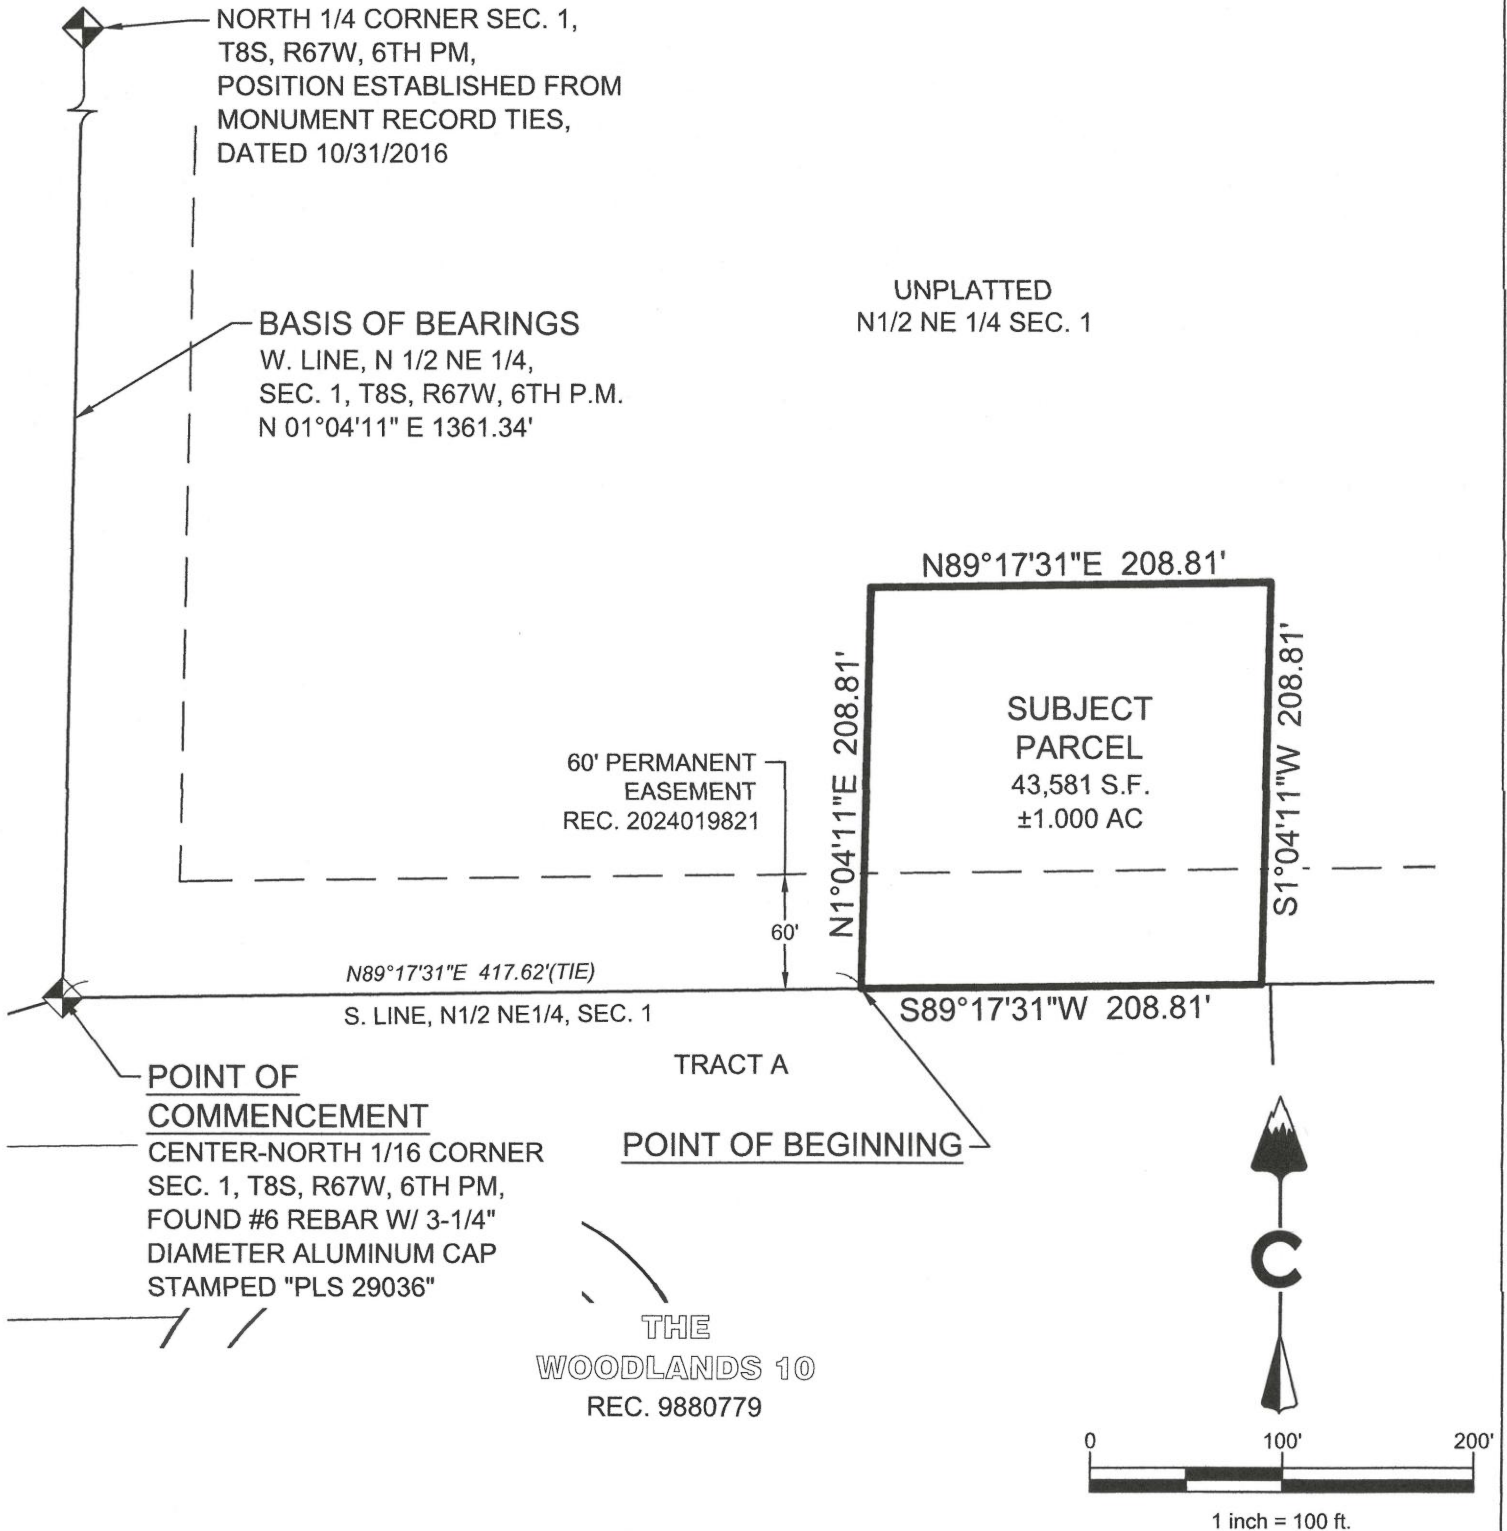 NORTH 1/4 CORNER SEC. 1,
T8S, R67W, 6TH PM,
POSITION ESTABLISHED FROM
MONUMENT RECORD TIES,
DATED 10/31/2016
UNPLATTED
N1/2 NE 1/4 SEC. 1
BASIS OF BEARINGS
W. LINE, N 1/2 NE 1/4,
SEC. 1, T8S, R67W, 6TH P.M.
N 01°04'11" E 1361.34'
N89°17'31"E 208.81'
N1°04'11"E 208.81'
SUBJECT
PARCEL
43,581 S.F.
±1.000 AC
S1°04'11"W 208.81'
60' PERMANENT
EASEMENT
REC. 2024019821
60'
N89°17'31"E 417.62'(TIE)
S. LINE, N1/2 NE1/4, SEC. 1
S89°17'31"W 208.81'
TRACT A
POINT OF
COMMENCEMENT
CENTER-NORTH 1/16 CORNER
SEC. 1, T8S, R67W, 6TH PM,
FOUND #6 REBAR W/ 3-1/4"
DIAMETER ALUMINUM CAP
STAMPED "PLS 29036"
POINT OF BEGINNING
THE
WOODLANDS 10
REC. 9880779
C
0 100' 200'
1 inch = 100 ft.